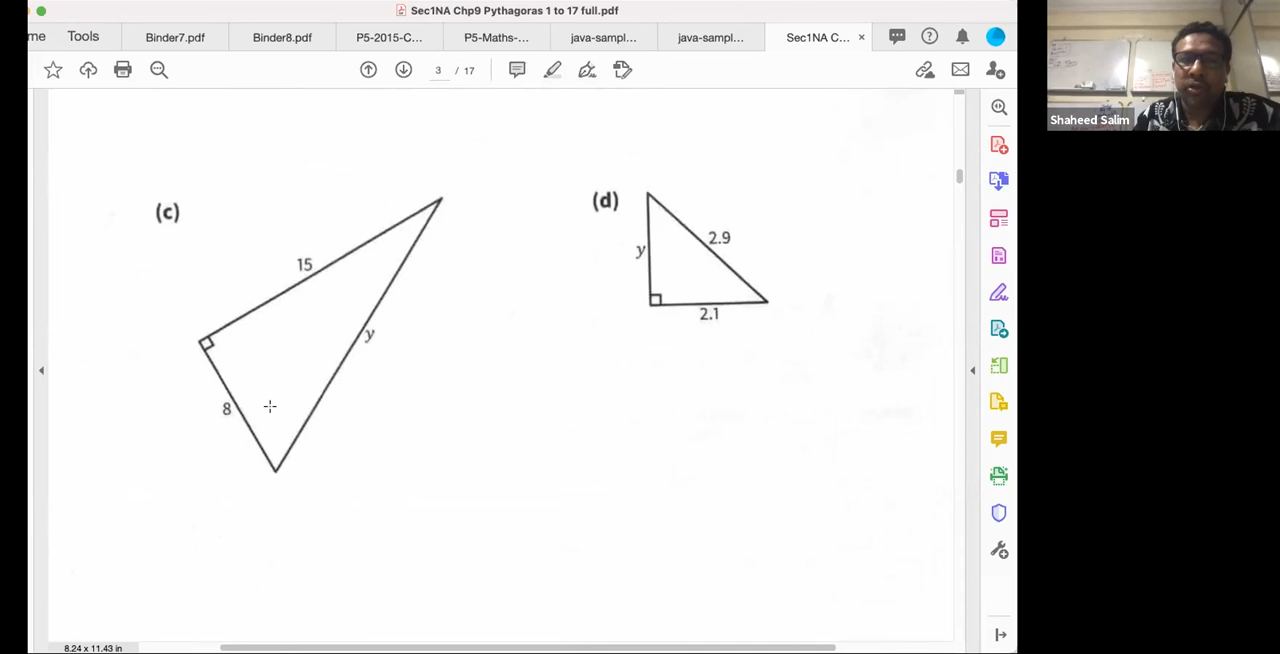 Sec1NA Chp9 Pythagoras 1 to 17 full.pdf
me Tools Binder7.pdf Binder8.pdf P5-2015-C... P5-Maths-... java-sampl... java-sampl... Sec1NA C... ×
3 / 17
Shaheed Salim
(c)
15
y
8
(d)
y
2.9
2.1
8.24 x 11.43 in